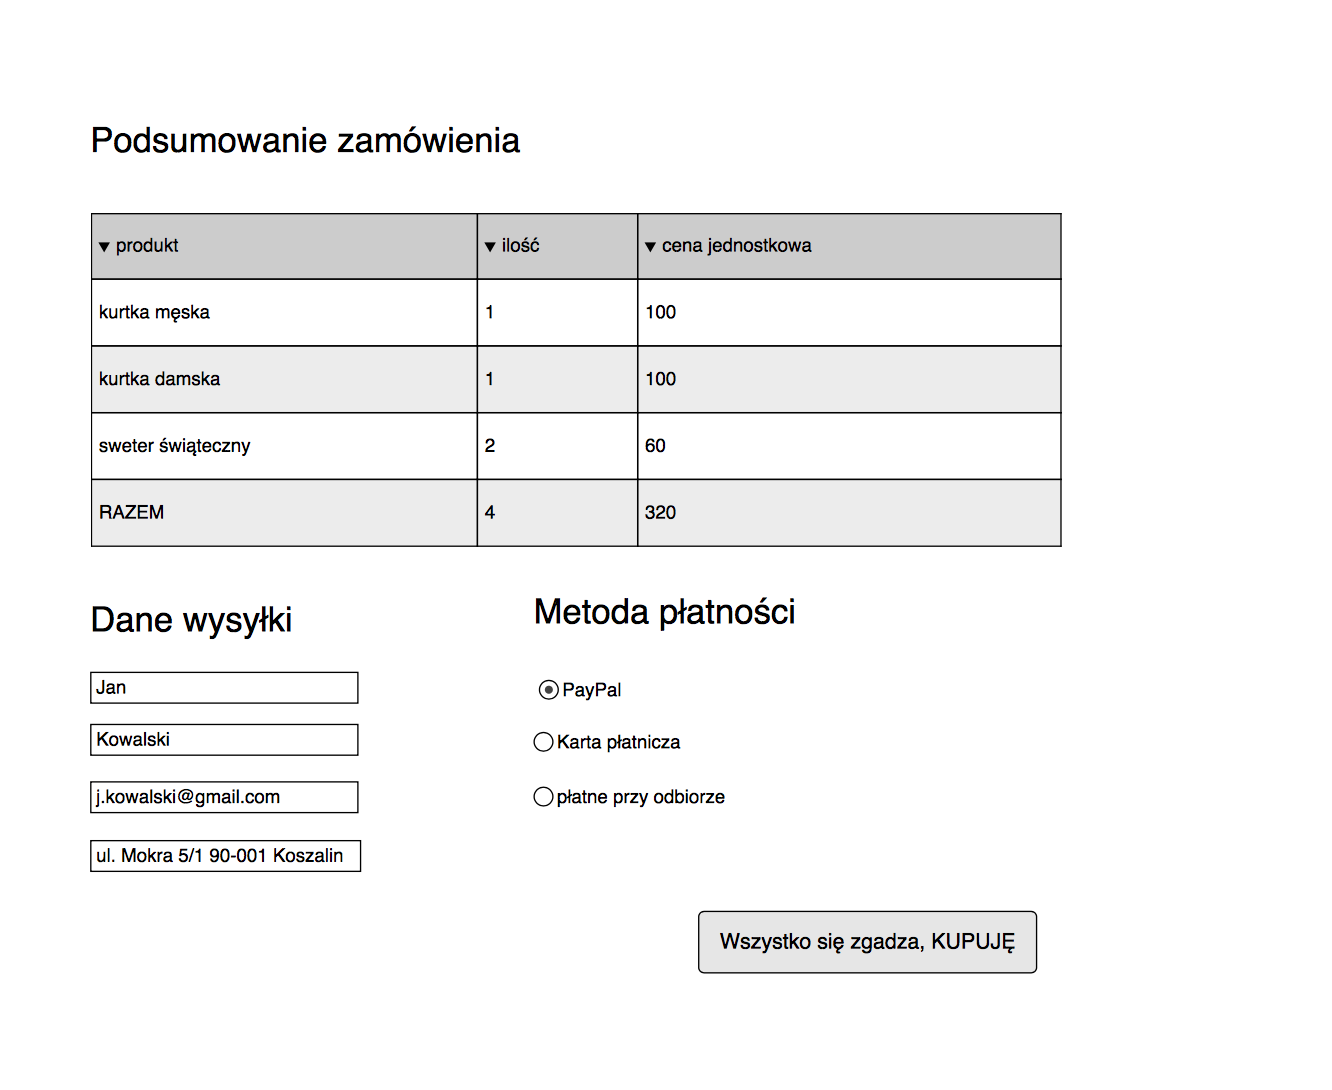 Podsumowanie zamówienia
▼ produkt ▼ ilość ▼ cena jednostkowa
kurtka męska 1 100
kurtka damska 1 100
sweter świąteczny 2 60
RAZEM 4 320
Dane wysyłki
Jan
Kowalski
j.kowalski@gmail.com
ul. Mokra 5/1 90-001 Koszalin
Metoda płatności
PayPal
Karta płatnicza
płatne przy odbiorze
Wszystko się zgadza, KUPUJĘ